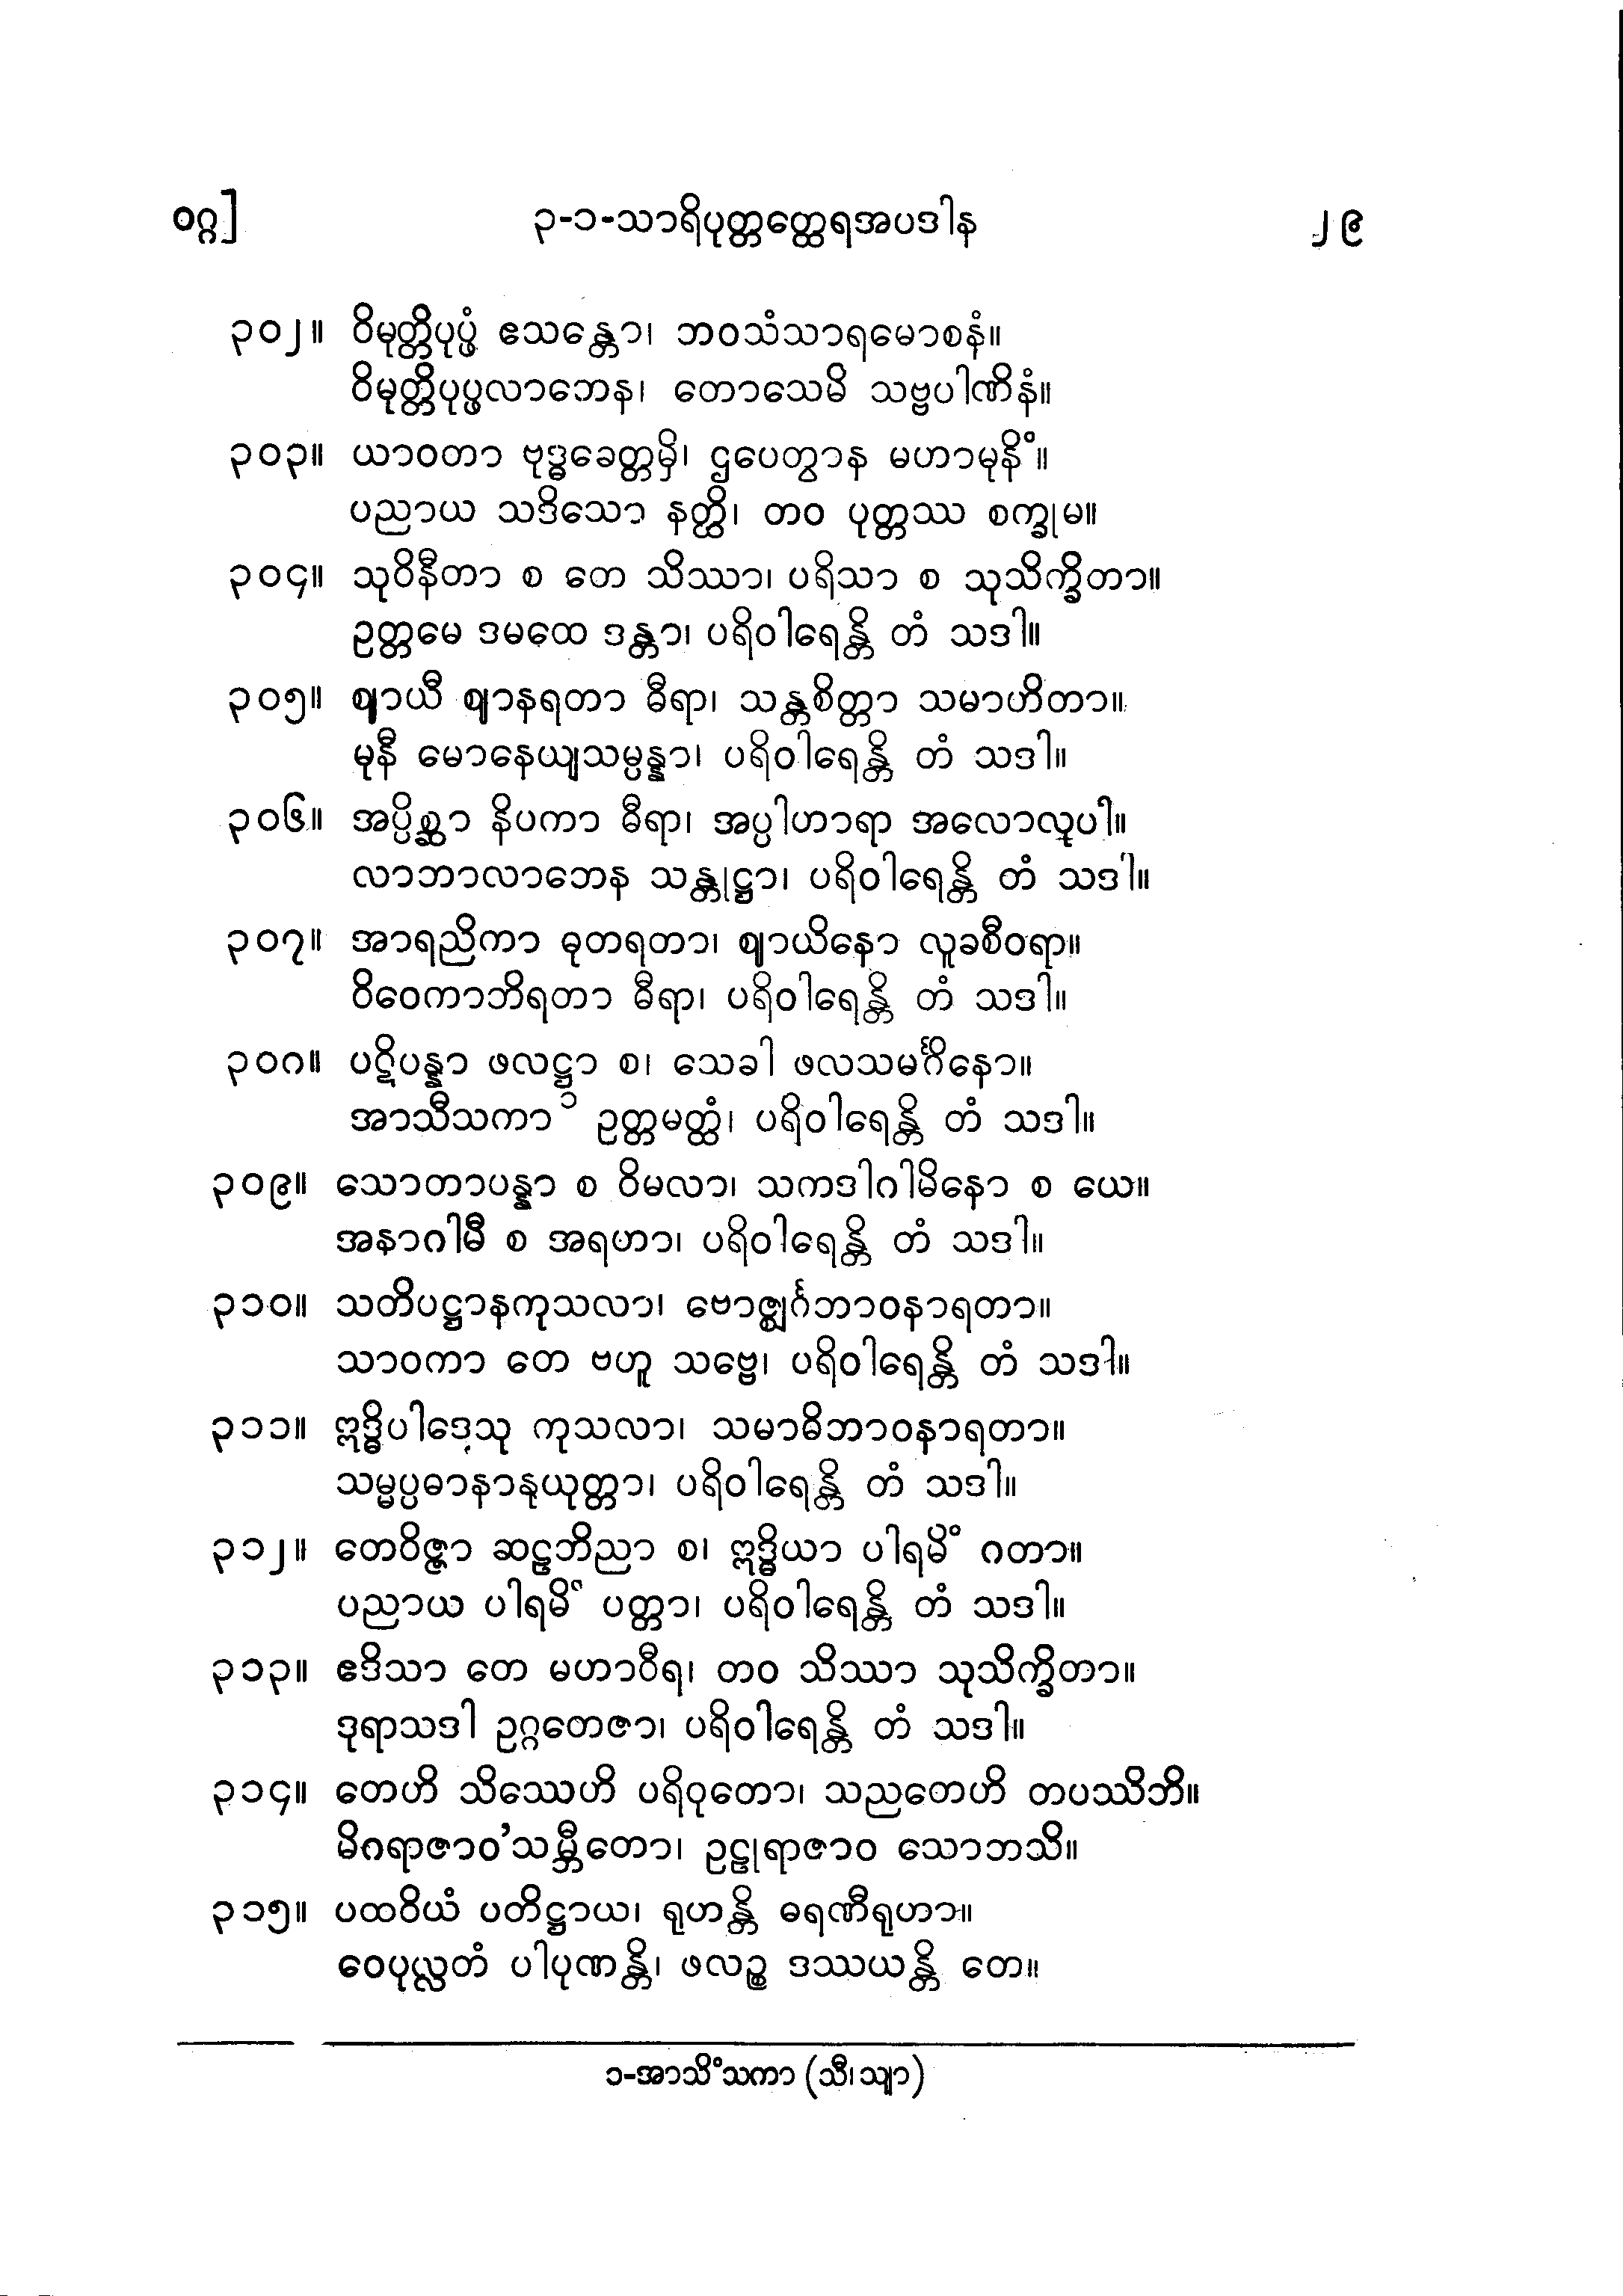 ဝဂ္ဂ] ၃-၁-သာရိပုတ္တတ္ထေရအပဒါန ၂၉
၃၀၂။ ဝိမုတ္တိပုပ္ဖံ ဧသန္တော၊ ဘဝသံသာရမောစနံ။
ဝိမုတ္တိပုပ္ဖလာဘေန၊ တောသေမိ သဗ္ဗပါဏိနံ။
၃၀၃။ ယာဝတာ ဗုဒ္ဓခေတ္တမှိ၊ ဌပေတွာန မဟာမုနိံ။
ပညာယ သဒိသော နတ္ထိ၊ တဝ ပုတ္တဿ စက္ခုမ။
၃၀၄။ သုဝိနီတာ စ တေ သိဿာ၊ ပရိသာ စ သုသိက္ခိတာ။
ဥတ္တမေ ဒမထေ ဒန္တာ၊ ပရိဝါရေန္တိ တံ သဒါ။
၃၀၅။ ဈာယီ ဈာနရတာ ဓီရာ၊ သန္တစိတ္တာ သမာဟိတာ။
မုနီ မောနေယျသမ္ပန္နာ၊ ပရိဝါရေန္တိ တံ သဒါ။
၃၀၆။ အပ္ပိစ္ဆာ နိပကာ ဓီရာ၊ အပ္ပါဟာရာ အလောလုပါ။
လာဘာလာဘေန သန္တုဋ္ဌာ၊ ပရိဝါရေန္တိ တံ သဒါ။
၃၀၇။ အာရညိကာ ဓုတရတာ၊ ဈာယိနော လူခစီဝရာ။
ဝိဝေကာဘိရတာ ဓီရာ၊ ပရိဝါရေန္တိ တံ သဒါ။
၃၀၈။ ပဋိပန္နာ ဖလဋ္ဌာ စ၊ သေခါ ဖလသမင်္ဂိနော။
အာသီသကာ ၁ ဥတ္တမတ္ထံ၊ ပရိဝါရေန္တိ တံ သဒါ။
၃၀၉။ သောတာပန္နာ စ ဝိမလာ၊ သကဒါဂါမိနော စ ယေ။
အနာဂါမီ စ အရဟာ၊ ပရိဝါရေန္တိ တံ သဒါ။
၃၁၀။ သတိပဋ္ဌာနကုသလာ၊ ဗောဇ္ဈင်္ဂဘာဝနာရတာ။
သာဝကာ တေ ဗဟူ သဗ္ဗေ၊ ပရိဝါရေန္တိ တံ သဒါ။
၃၁၁။ ဣဒ္ဓိပါဒေသု ကုသလာ၊ သမာဓိဘာဝနာရတာ။
သမ္မပ္ပဓာနာနုယုတ္တာ၊ ပရိဝါရေန္တိ တံ သဒါ။
၃၁၂။ တေဝိဇ္ဇာ ဆဠဘိညာ စ၊ ဣဒ္ဓိယာ ပါရမိံ ဂတာ။
ပညာယ ပါရမိံ ပတ္တာ၊ ပရိဝါရေန္တိ တံ သဒါ။
၃၁၃။ ဧဒိသာ တေ မဟာဝီရ၊ တဝ သိဿာ သုသိက္ခိတာ။
ဒုရာသဒါ ဥဂ္ဂတေဇာ၊ ပရိဝါရေန္တိ တံ သဒါ။
၃၁၄။ တေဟိ သိဿေဟိ ပရိဝုတော၊ သညတေဟိ တပဿိဘိ။
မိဂရာဇာဝ’သမ္ဘီတော၊ ဥဠုရာဇာဝ သောဘသိ။
၃၁၅။ ပထဝိယံ ပတိဋ္ဌာယ၊ ရုဟန္တိ ဓရဏီရုဟာ။
ဝေပုလ္လတံ ပါပုဏန္တိ၊ ဖလဉ္စ ဒဿယန္တိ တေ။
၁-အာသိံသကာ (သီ၊သျာ)